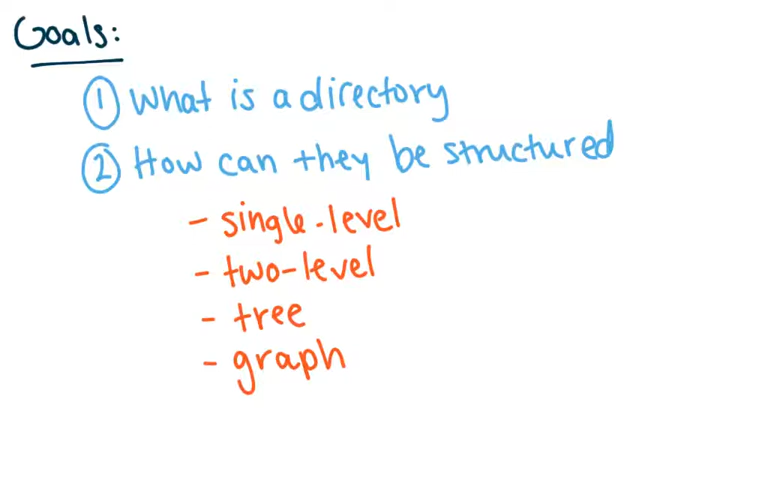 Goals:
① What is a directory
② How can they be structured
- single-level
- two-level
- tree
- graph